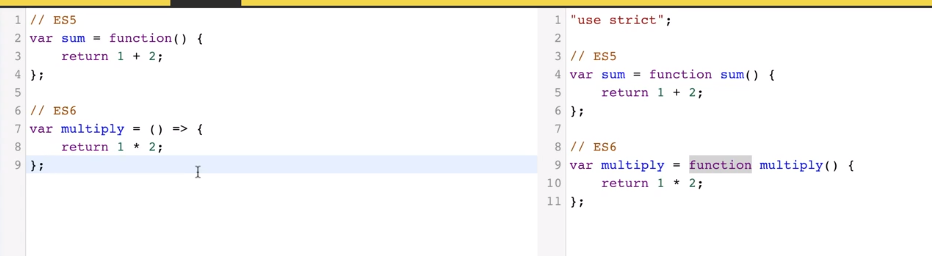 1 // ES5
2 var sum = function() {
3     return 1 + 2;
4 };
5
6 // ES6
7 var multiply = () => {
8     return 1 * 2;
9 };
1 "use strict";
2
3 // ES5
4 var sum = function sum() {
5     return 1 + 2;
6 };
7
8 // ES6
9 var multiply = function multiply() {
10     return 1 * 2;
11 };